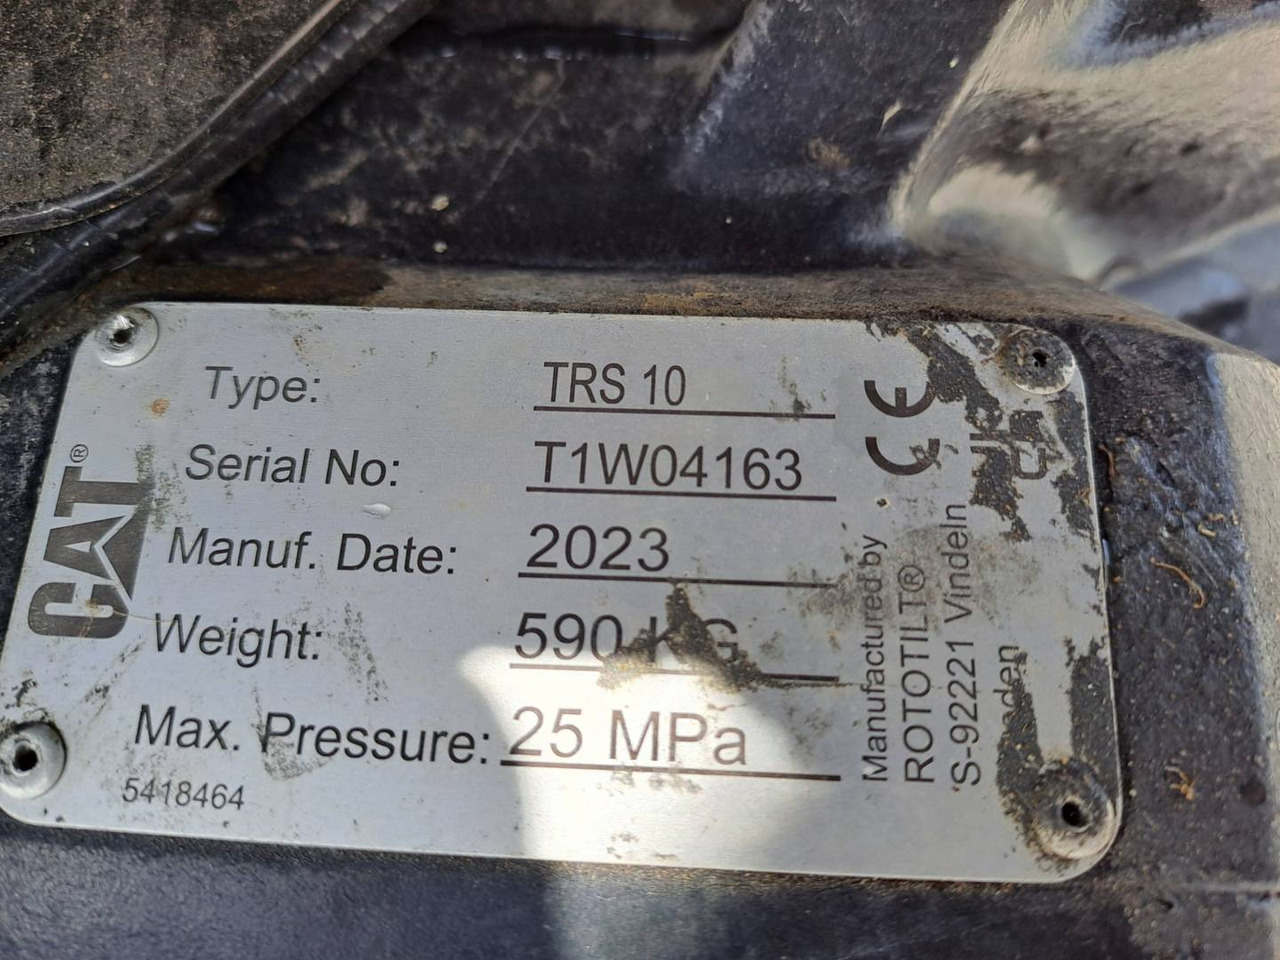 CAT®
Type: TRS 10
Serial No: T1W04163
Manuf. Date: 2023
Weight: 590 KG
Max. Pressure: 25 MPa
5418464
CE
Manufactured by
ROTOTILT®
S-92221 Vindeln